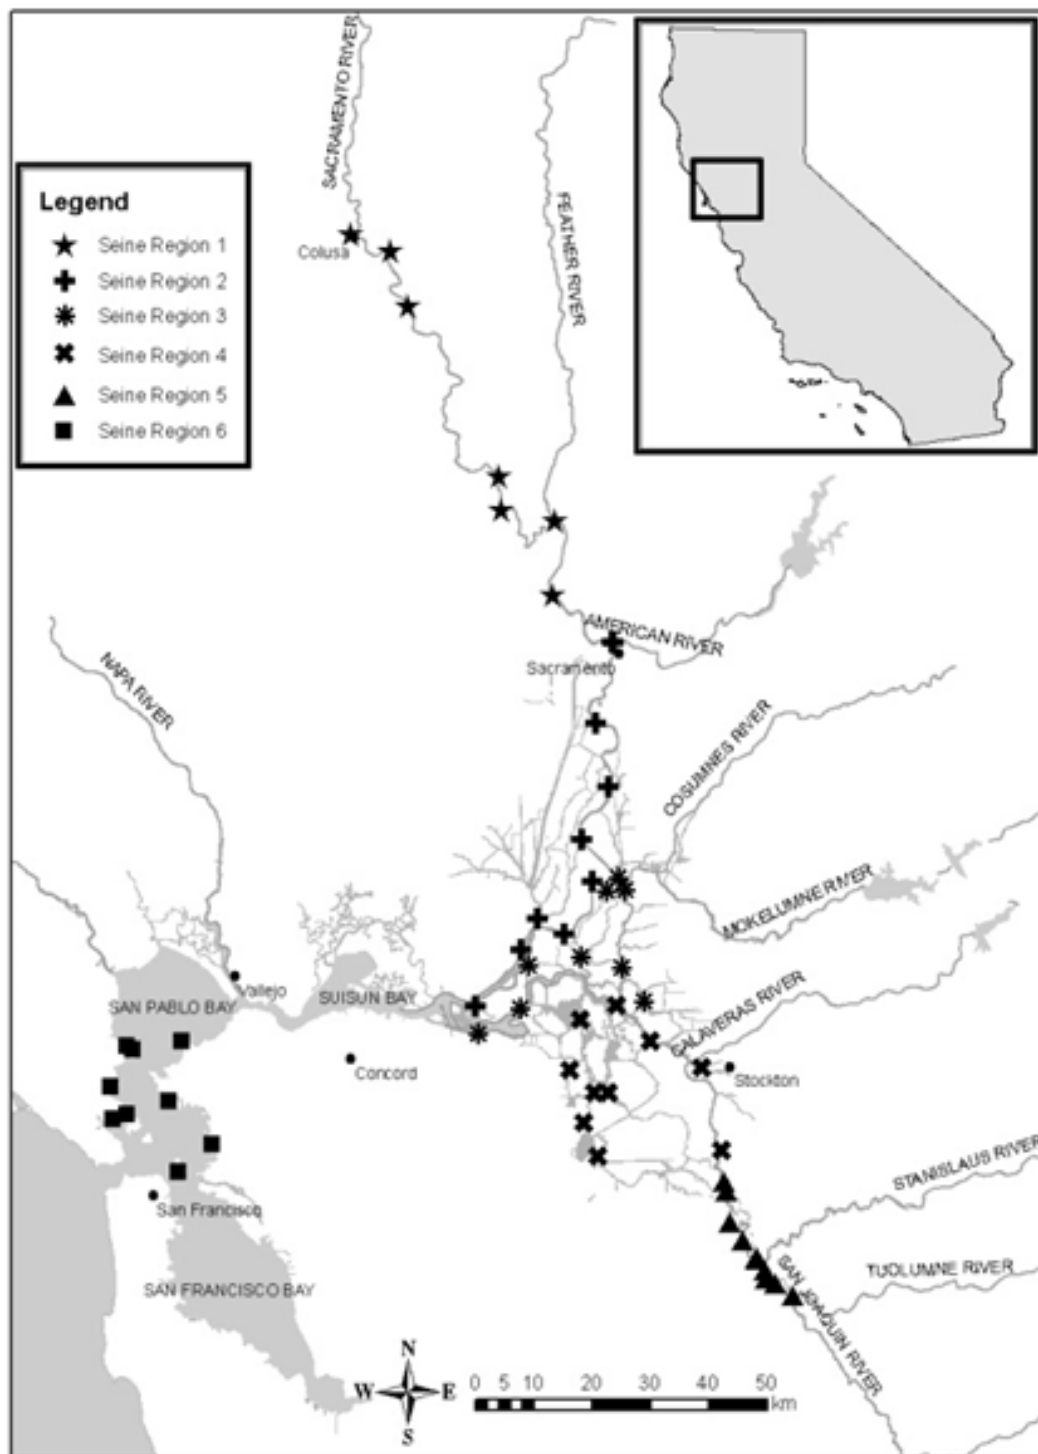 SACRAMENTO RIVER
FEATHER RIVER
Legend
Seine Region 1
Seine Region 2
Seine Region 3
Seine Region 4
Seine Region 5
Seine Region 6
Colusa
AMERICAN RIVER
Sacramento
NAPA RIVER
COSUMNES RIVER
MOKELUMNE RIVER
Vallejo
SAN PABLO BAY
SUISUN BAY
CALAVERAS RIVER
Concord
Stockton
STANISLAUS RIVER
San Francisco
TUOLUMNE RIVER
SAN JOAQUIN RIVER
SAN FRANCISCO BAY
N
W E
S
0 5 10 20 30 40 50
km